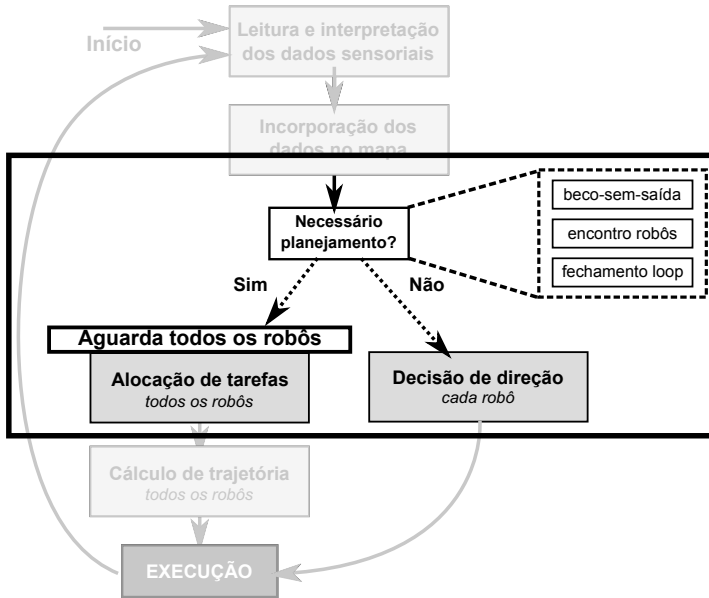 Início
Leitura e interpretação
dos dados sensoriais
Incorporação dos
dados no mapa
Necessário
planejamento?
beco-sem-saída
encontro robôs
fechamento loop
Sim
Não
Aguarda todos os robôs
Alocação de tarefas
todos os robôs
Decisão de direção
cada robô
Cálculo de trajetória
todos os robôs
EXECUÇÃO